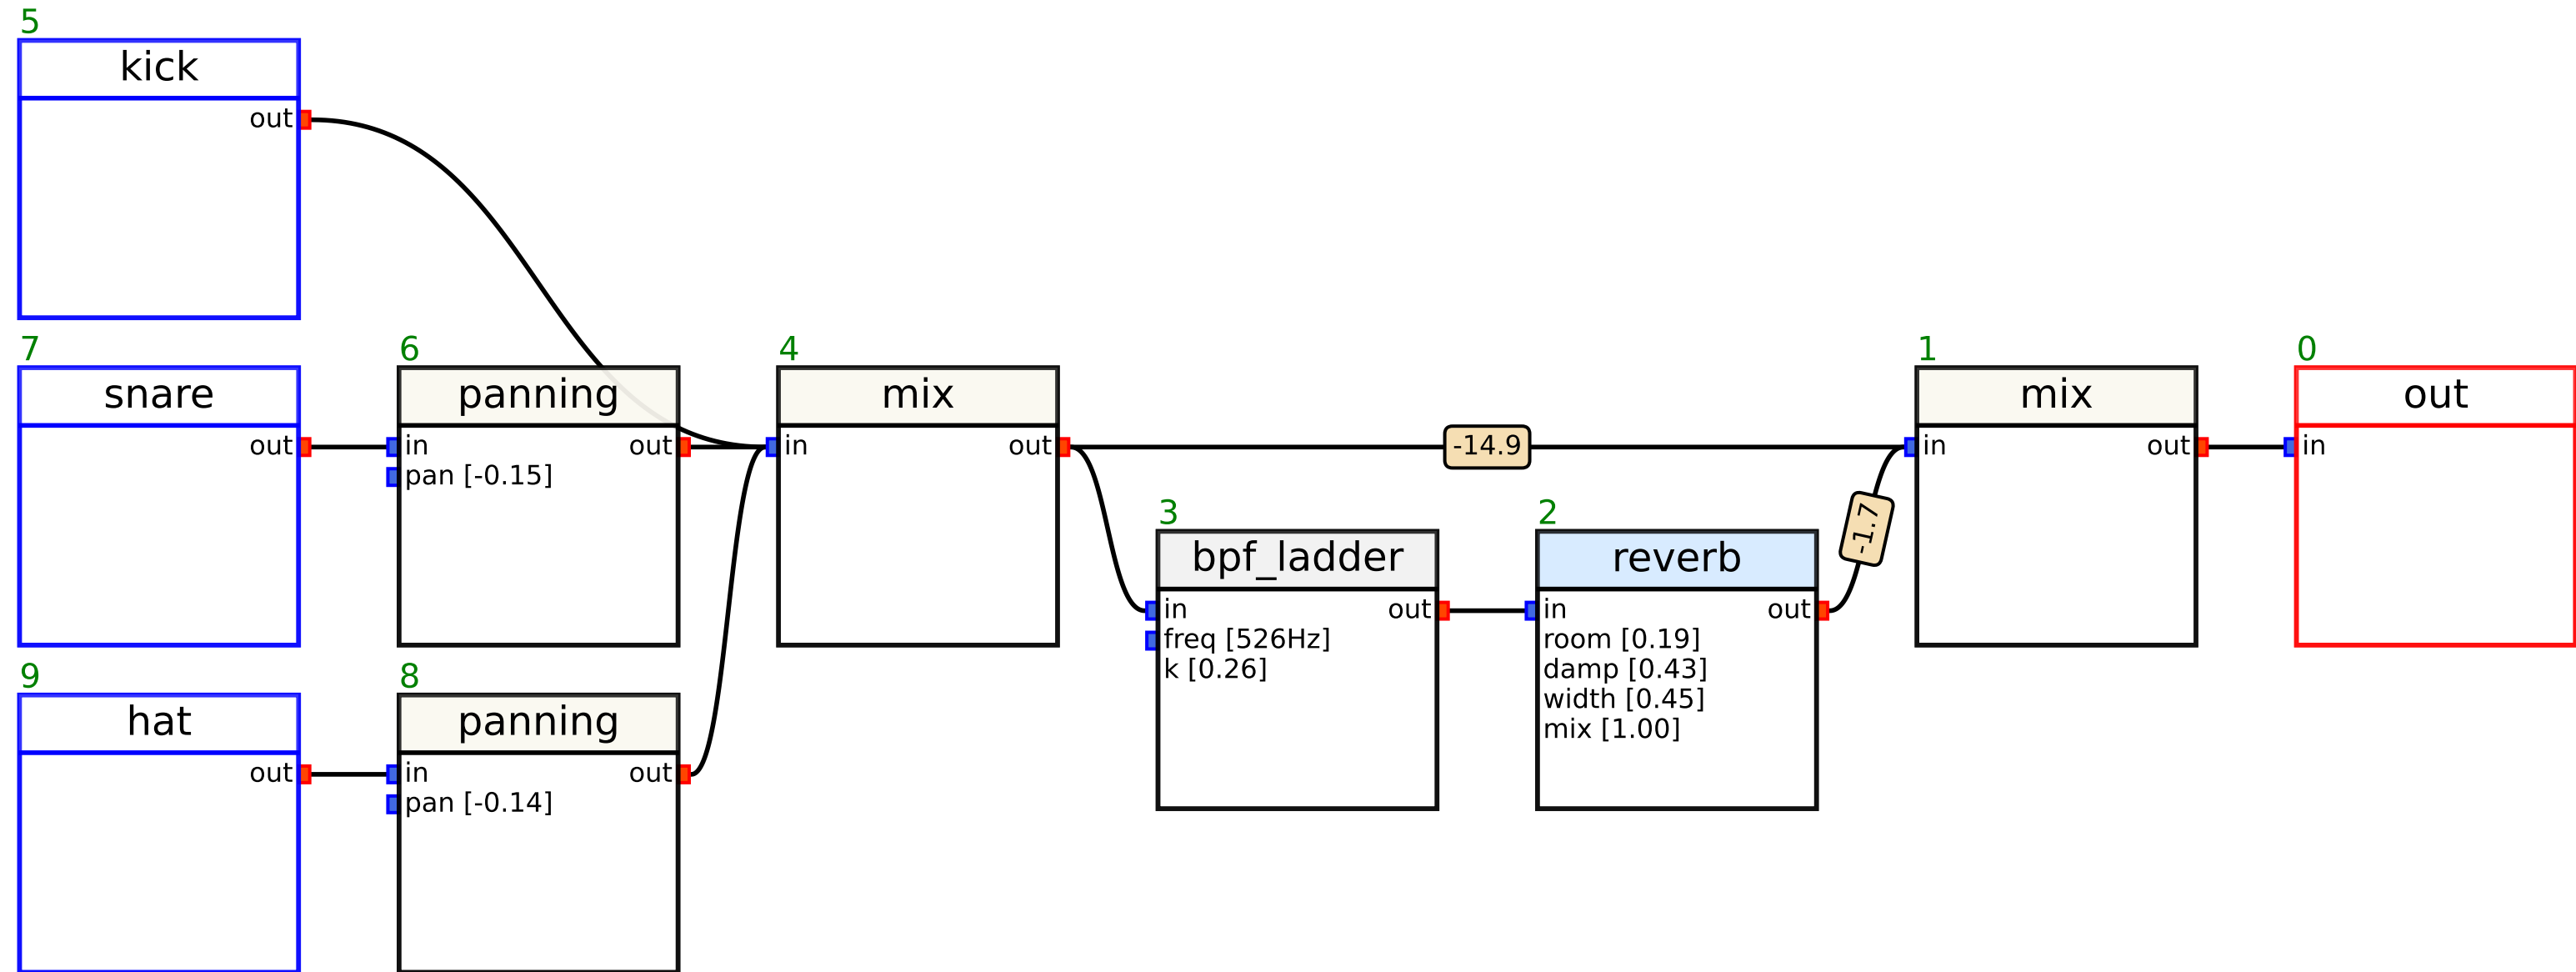 5
kick
out
7
snare
out
6
panning
in out
pan [-0.15]
4
mix
in out
-14.9
1
mix
in out
0
out
in
3
bpf_ladder
in out
freq [526Hz]
k [0.26]
2
reverb
in out
room [0.19]
damp [0.43]
width [0.45]
mix [1.00]
-1.7
9
hat
out
8
panning
in out
pan [-0.14]